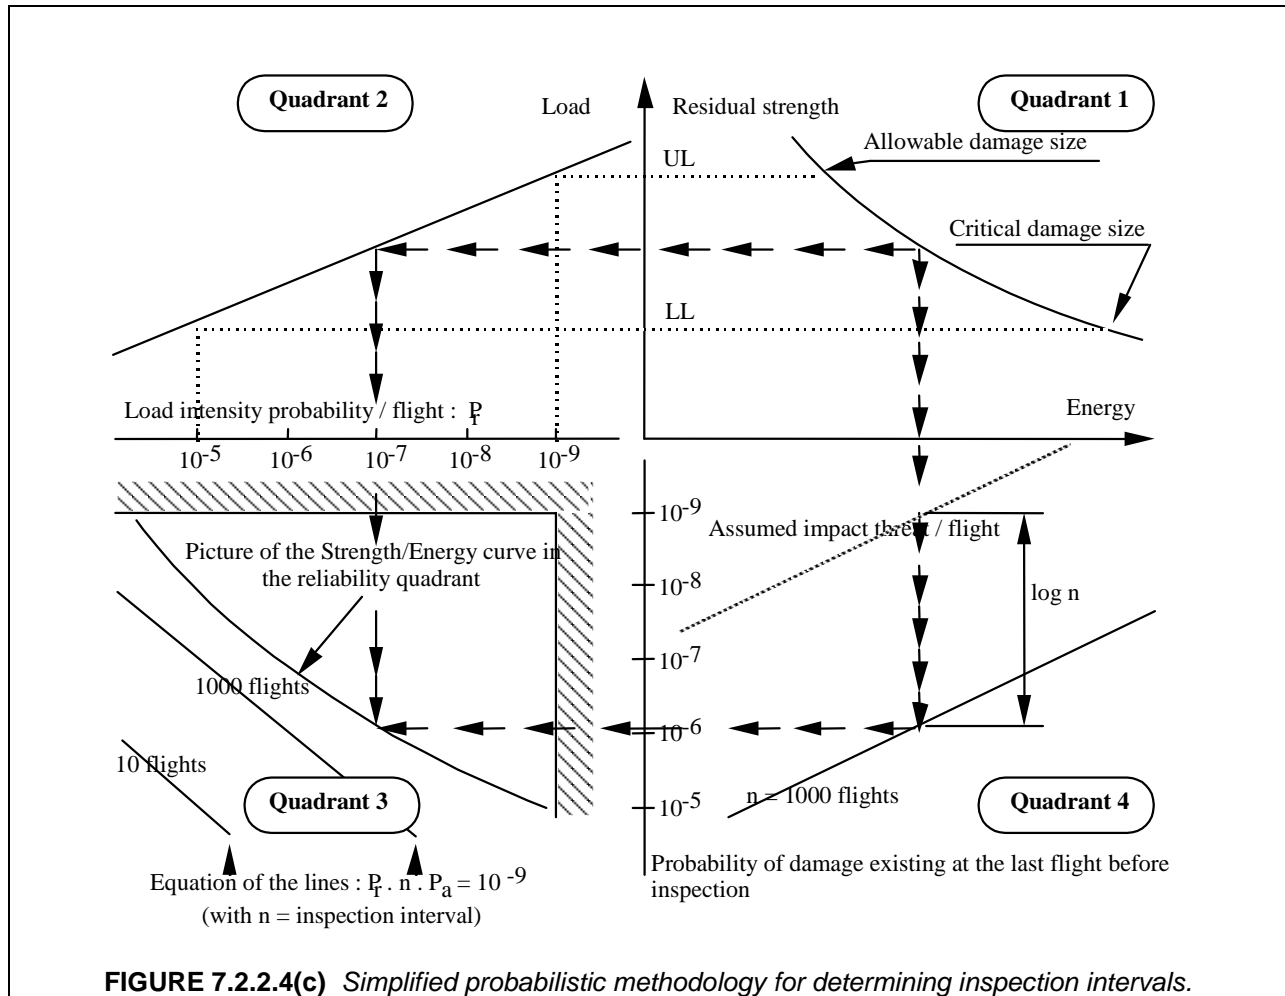 Quadrant 2
Load
Residual strength
Quadrant 1
Allowable damage size
UL
Critical damage size
LL
Load intensity probability / flight : Pr
Energy
10-5
10-6
10-7
10-8
10-9
10-9
Assumed impact threat / flight
Picture of the Strength/Energy curve in
the reliability quadrant
10-8
log n
10-7
1000 flights
10-6
10 flights
Quadrant 3
10-5
n = 1000 flights
Quadrant 4
Probability of damage existing at the last flight before
inspection
Equation of the lines : Pr . n . Pa = 10 -9
(with n = inspection interval)
FIGURE 7.2.2.4(c) Simplified probabilistic methodology for determining inspection intervals.